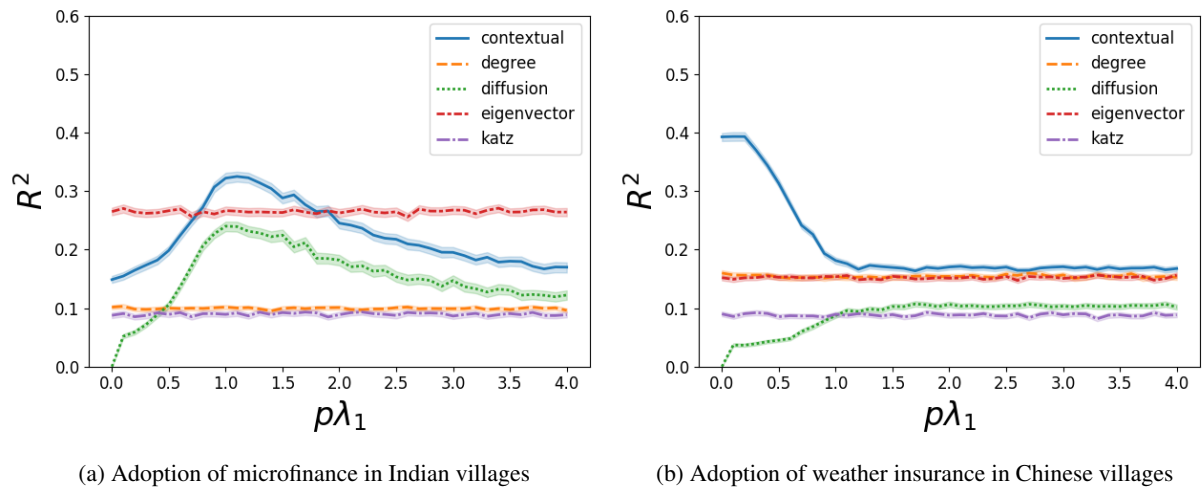 0.6
0.5
0.4
0.3
0.2
0.1
0.0
R²
contextual
degree
diffusion
eigenvector
katz
0.0 0.5 1.0 1.5 2.0 2.5 3.0 3.5 4.0
pλ₁
(a) Adoption of microfinance in Indian villages
0.6
0.5
0.4
0.3
0.2
0.1
0.0
R²
contextual
degree
diffusion
eigenvector
katz
0.0 0.5 1.0 1.5 2.0 2.5 3.0 3.5 4.0
pλ₁
(b) Adoption of weather insurance in Chinese villages